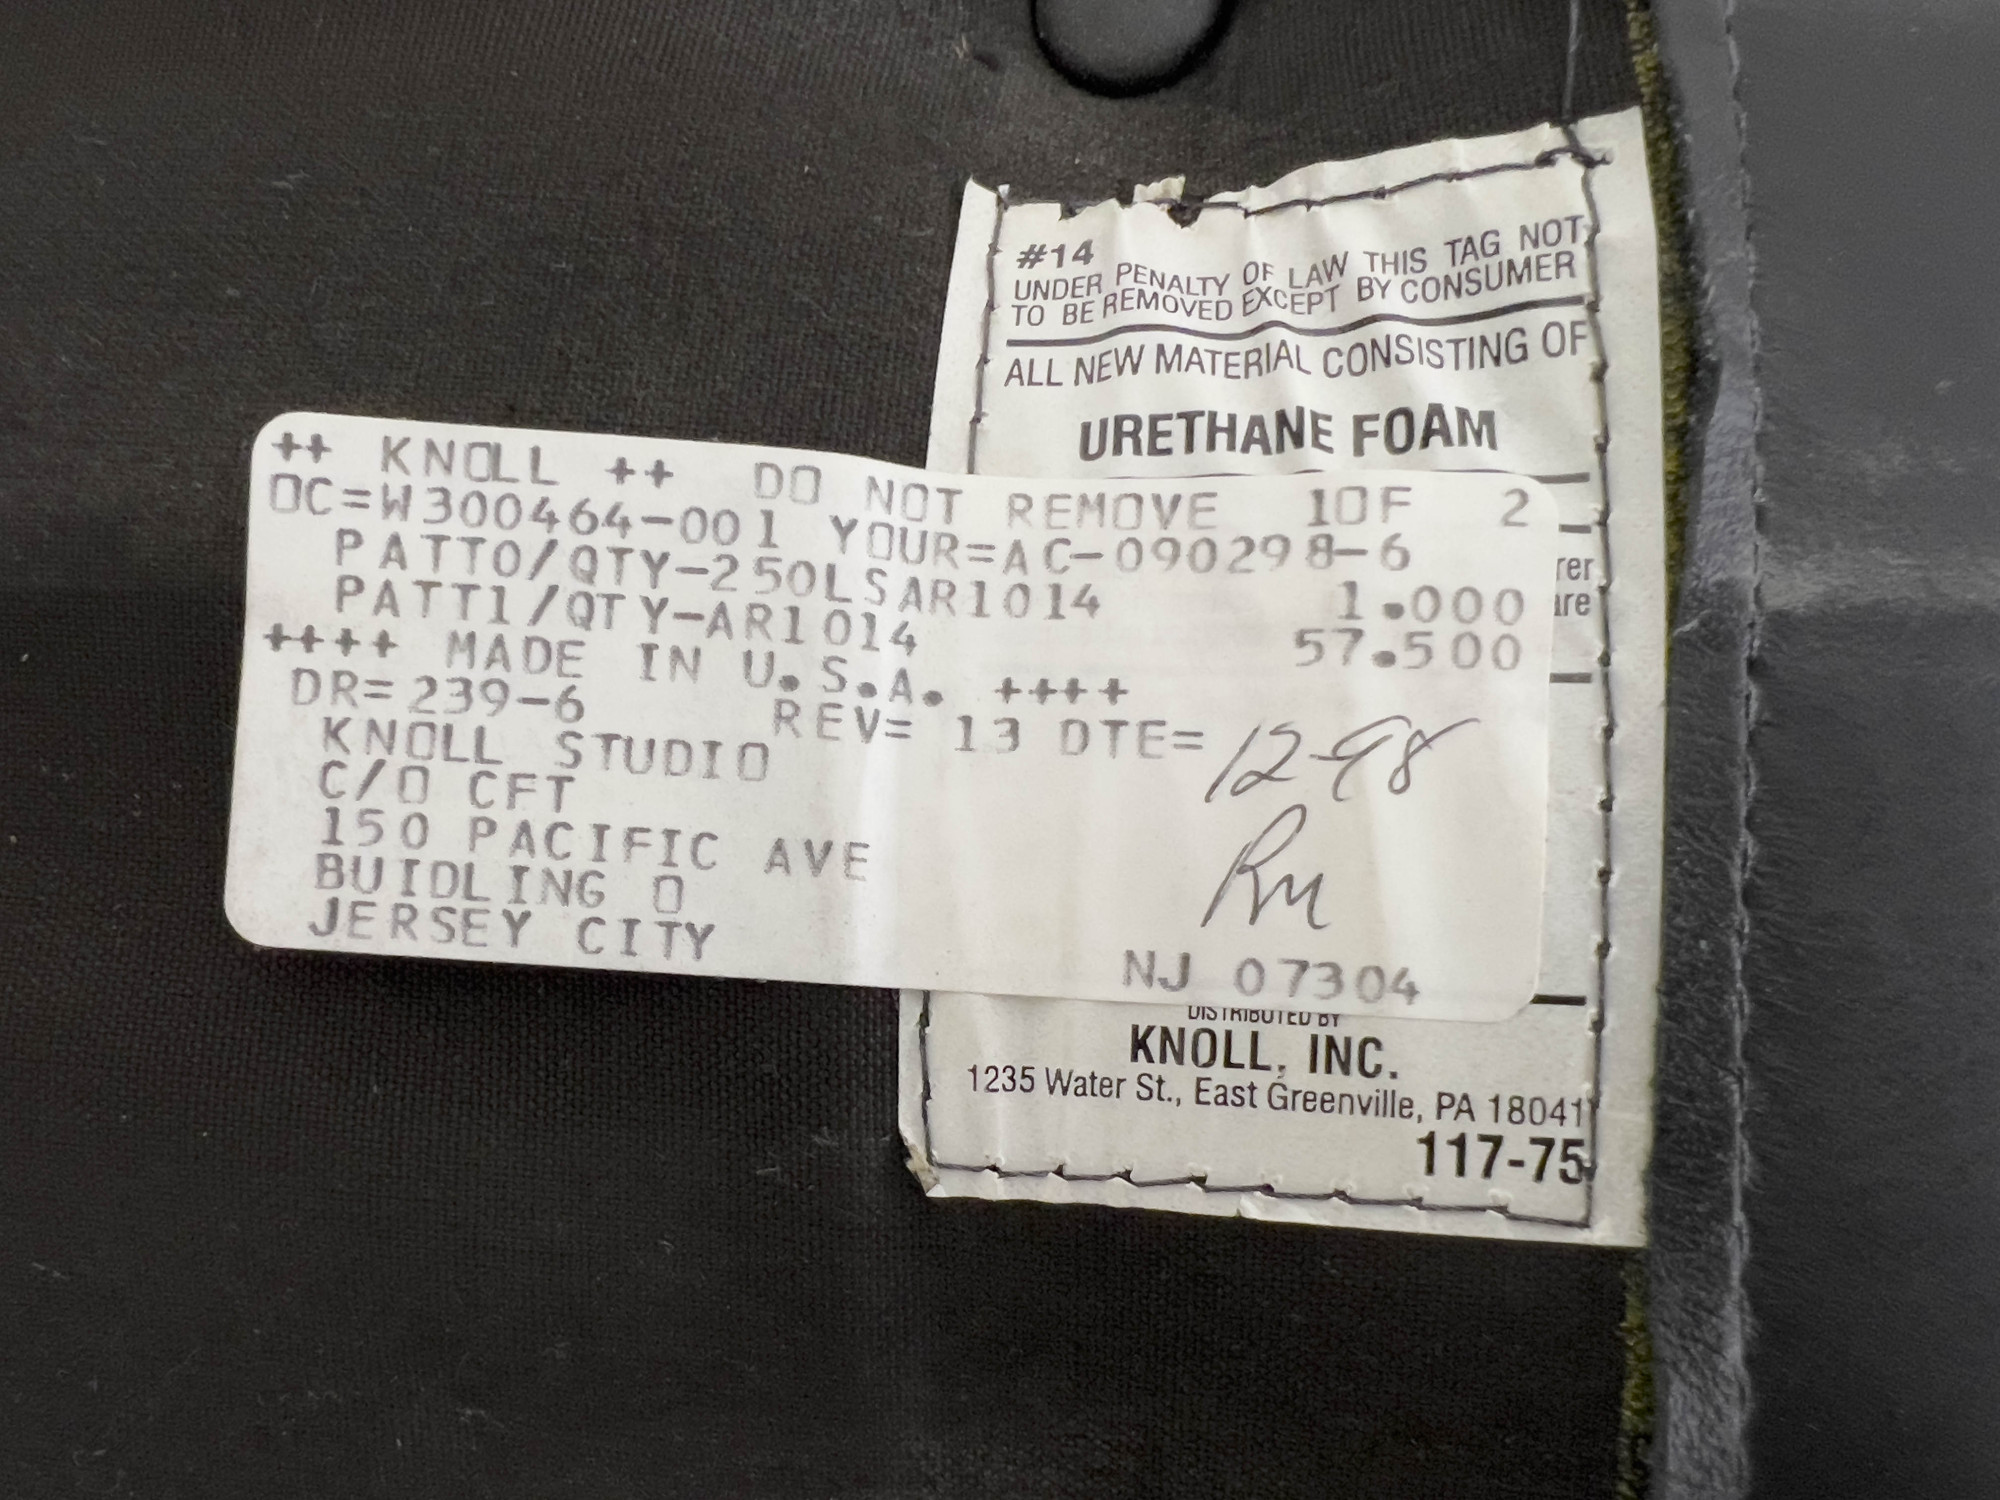 #14
UNDER PENALTY OF LAW THIS TAG NOT
TO BE REMOVED EXCEPT BY CONSUMER
ALL NEW MATERIAL CONSISTING OF
URETHANE FOAM
rer
are
++ KNOLL ++ DO NOT REMOVE 1OF 2
OC=W300464-001 YOUR=AC-090298-6
PATTO/QTY-250LSAR1014 1.000
PATT1/QTY-AR1014 57.500
++++ MADE IN U.S.A. ++++
DR= 239-6 REV= 13 DTE= 12-98
KNOLL STUDIO
C/O CFT
150 PACIFIC AVE
BUIDLING O
JERSEY CITY NJ 07304
DISTRIBUTED BY
KNOLL, INC.
1235 Water St., East Greenville, PA 18041
117-75